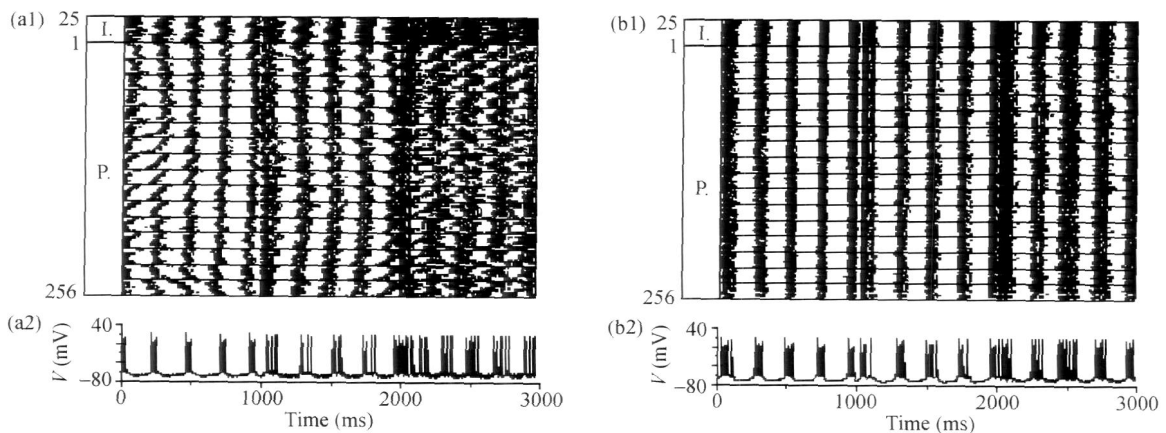 (a1)
25
I.
1
P.
256
(a2)
40
V (mV)
−80
0 1000 2000 3000
Time (ms)
(b1)
25
I.
1
P.
256
(b2)
40
V (mV)
−80
0 1000 2000 3000
Time (ms)